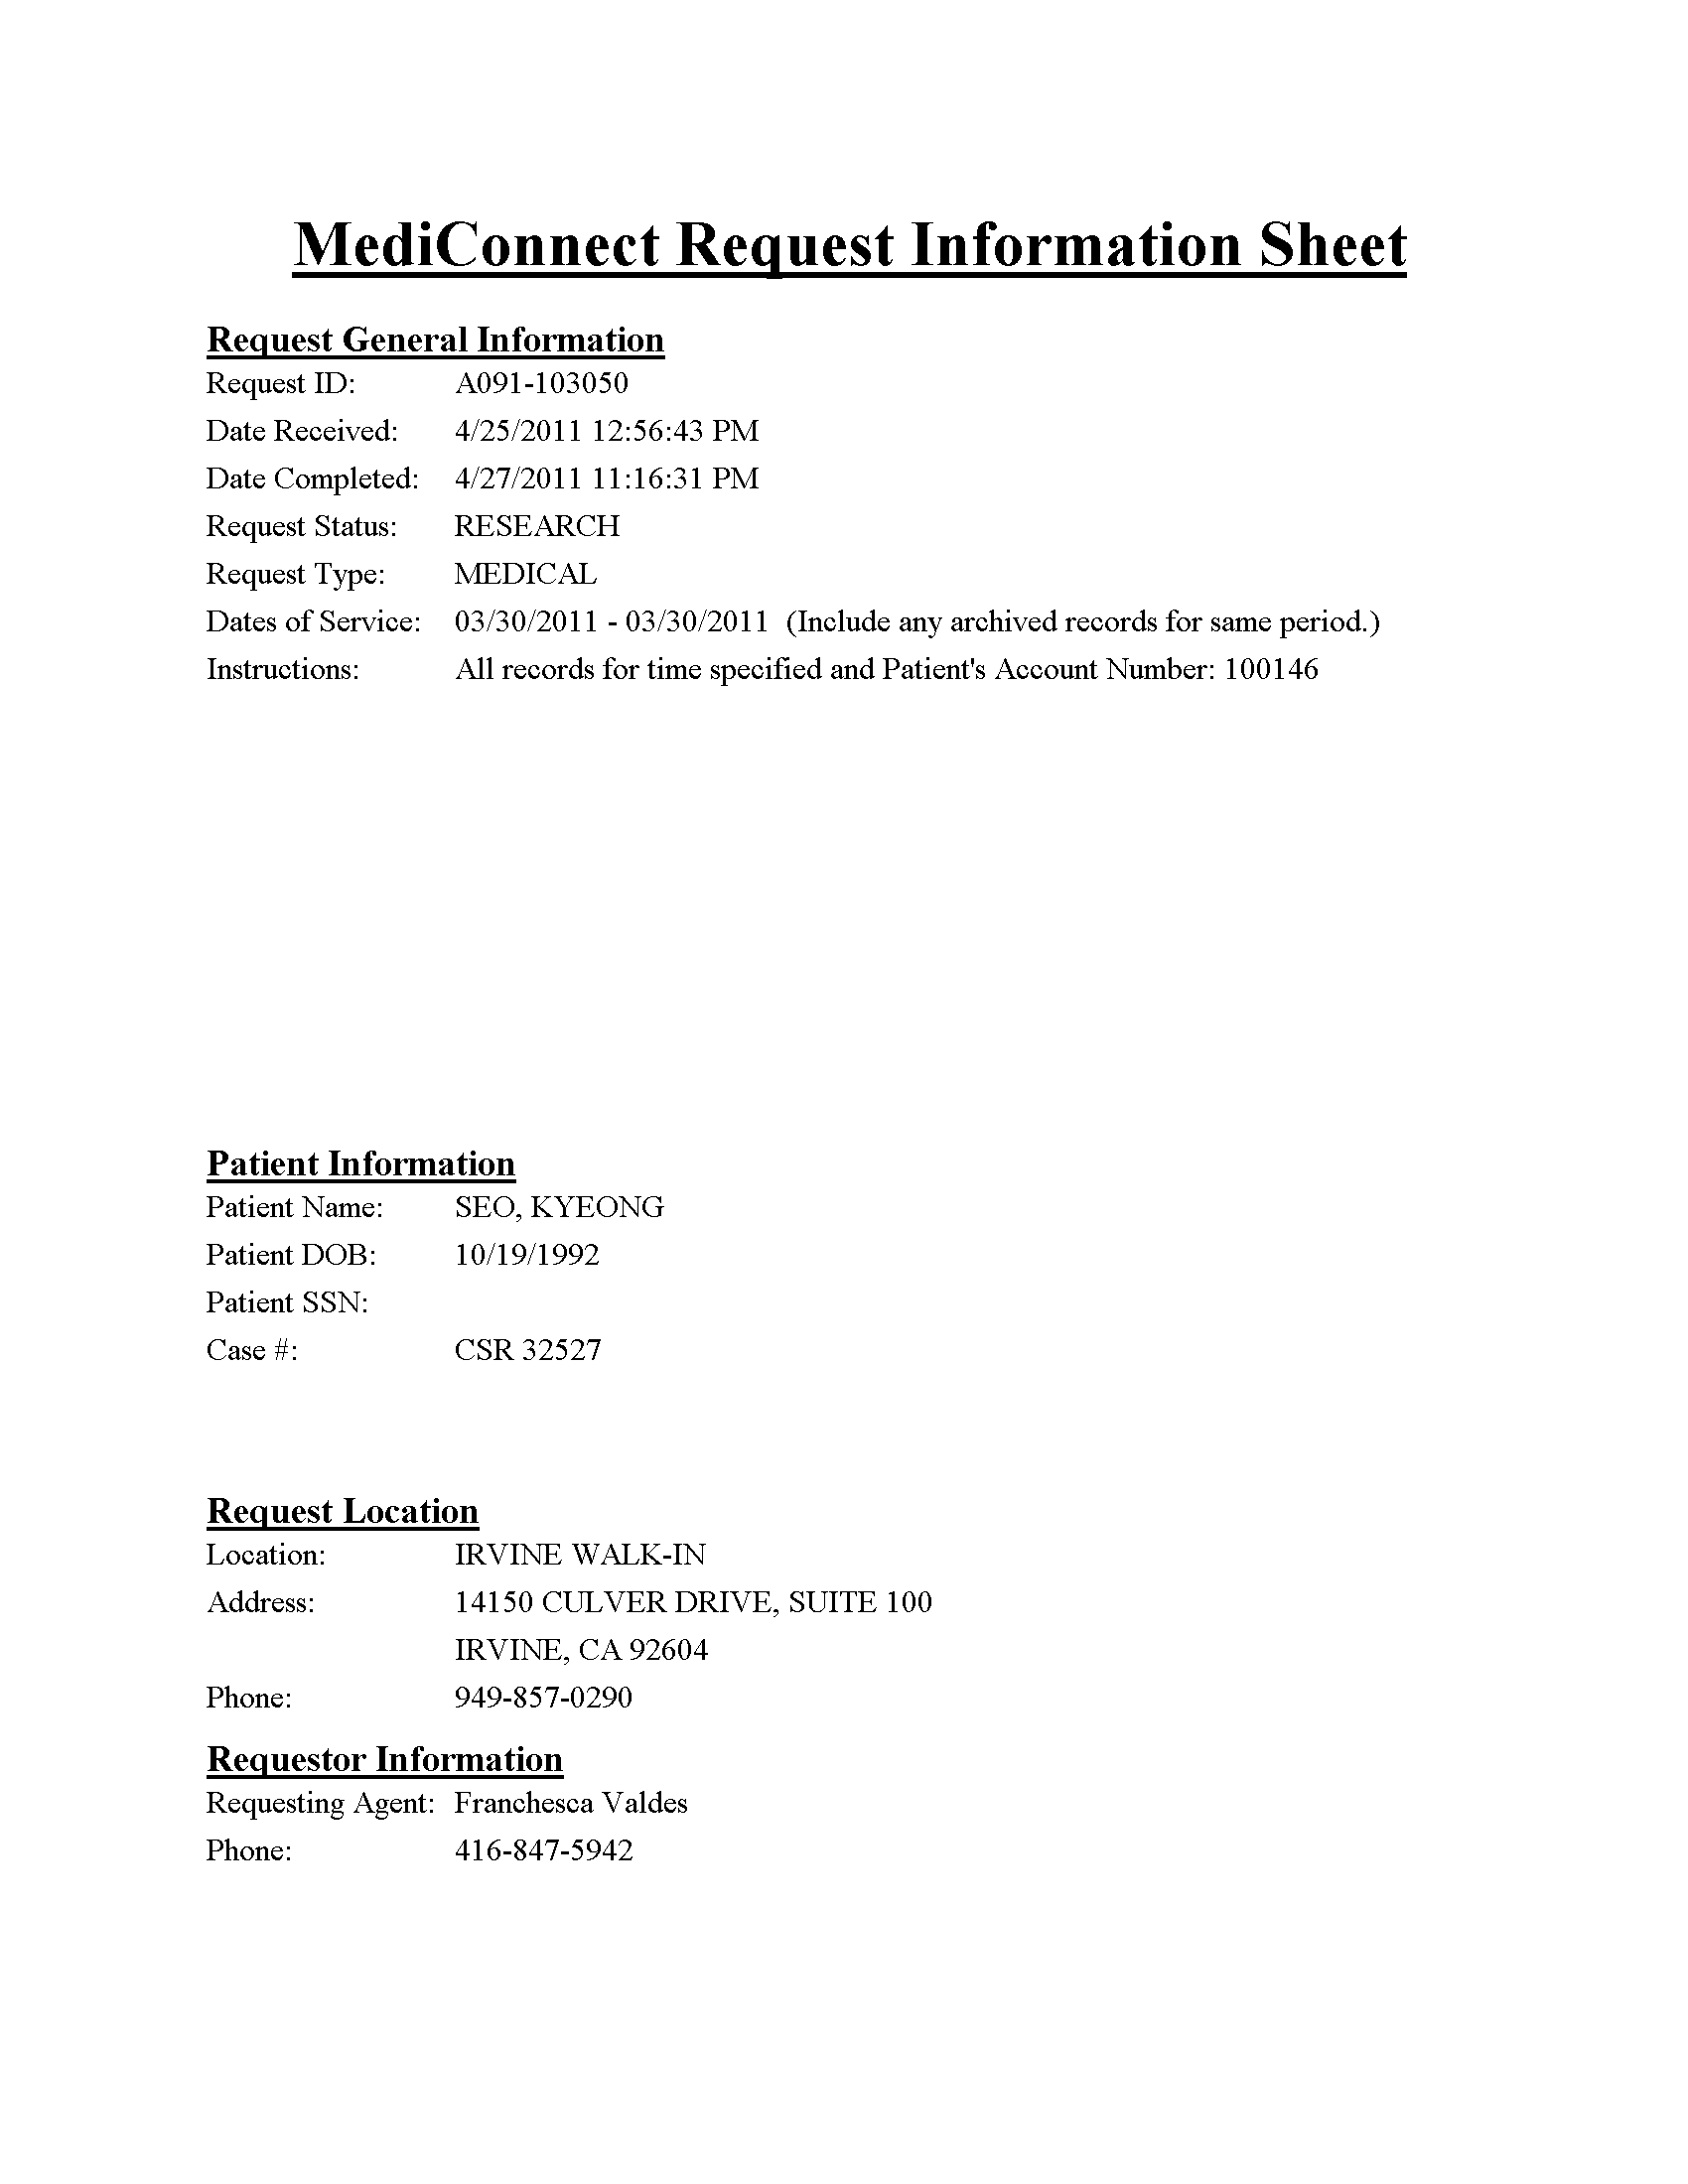 MediConnect Request Information Sheet
Request General Information
Request ID: A091-103050
Date Received: 4/25/2011 12:56:43 PM
Date Completed: 4/27/2011 11:16:31 PM
Request Status: RESEARCH
Request Type: MEDICAL
Dates of Service: 03/30/2011 - 03/30/2011 (Include any archived records for same period.)
Instructions: All records for time specified and Patient's Account Number: 100146
Patient Information
Patient Name: SEO, KYEONG
Patient DOB: 10/19/1992
Patient SSN:
Case #: CSR 32527
Request Location
Location: IRVINE WALK-IN
Address: 14150 CULVER DRIVE, SUITE 100
IRVINE, CA 92604
Phone: 949-857-0290
Requestor Information
Requesting Agent: Franchesca Valdes
Phone: 416-847-5942